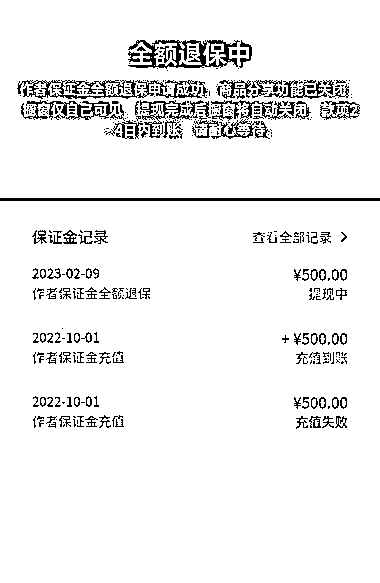 全额退保中
作者保证金全额退保申请成功，商品分享功能已关闭，
橱窗仅自己可见，提现完成后橱窗将自动关闭，款项2
-4日内到账，请耐心等待。
保证金记录
查看全部记录 >
2023-02-09
¥500.00
作者保证金全额退保
提现中
2022-10-01
+ ¥500.00
作者保证金充值
充值到账
2022-10-01
¥500.00
作者保证金充值
充值失败